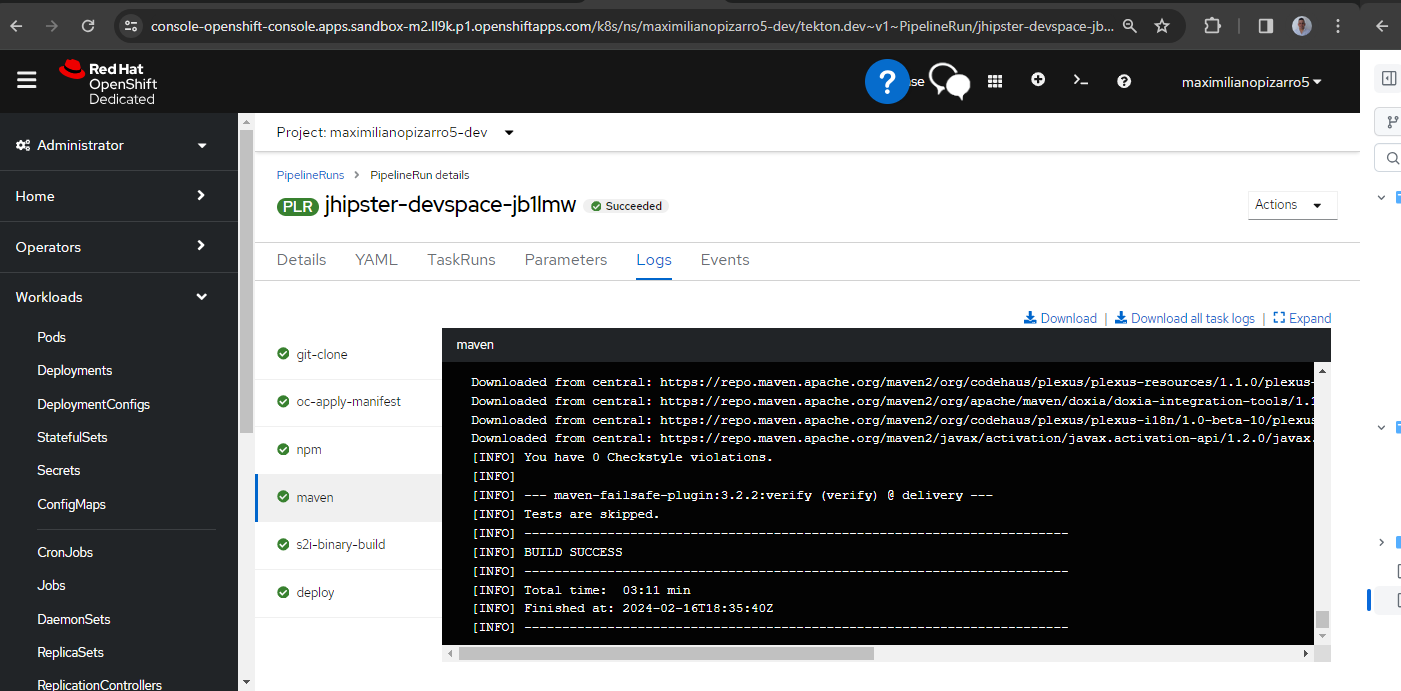 console-openshift-console.apps.sandbox-m2.ll9k.p1.openshiftapps.com/k8s/ns/maximilianopizarro5-dev/tekton.dev~v1~PipelineRun/jhipster-devspace-jb...
Red Hat
OpenShift
Dedicated
?
se
maximilianopizarro5
Administrator
Home
Operators
Workloads
Pods
Deployments
DeploymentConfigs
StatefulSets
Secrets
ConfigMaps
CronJobs
Jobs
DaemonSets
ReplicaSets
ReplicationControllers
Project: maximilianopizarro5-dev
PipelineRuns > PipelineRun details
PLR jhipster-devspace-jb1lmw Succeeded
Actions
Details YAML TaskRuns Parameters Logs Events
Download | Download all task logs | Expand
git-clone
oc-apply-manifest
npm
maven
s2i-binary-build
deploy
maven
Downloaded from central: https://repo.maven.apache.org/maven2/org/codehaus/plexus/plexus-resources/1.1.0/plexus-
Downloaded from central: https://repo.maven.apache.org/maven2/org/apache/maven/doxia/doxia-integration-tools/1.1
Downloaded from central: https://repo.maven.apache.org/maven2/org/codehaus/plexus/plexus-i18n/1.0-beta-10/plexus
Downloaded from central: https://repo.maven.apache.org/maven2/javax/activation/javax.activation-api/1.2.0/javax.
[INFO] You have 0 Checkstyle violations.
[INFO]
[INFO] --- maven-failsafe-plugin:3.2.2:verify (verify) @ delivery ---
[INFO] Tests are skipped.
[INFO] ------------------------------------------------------------------------
[INFO] BUILD SUCCESS
[INFO] ------------------------------------------------------------------------
[INFO] Total time:  03:11 min
[INFO] Finished at: 2024-02-16T18:35:40Z
[INFO] ------------------------------------------------------------------------